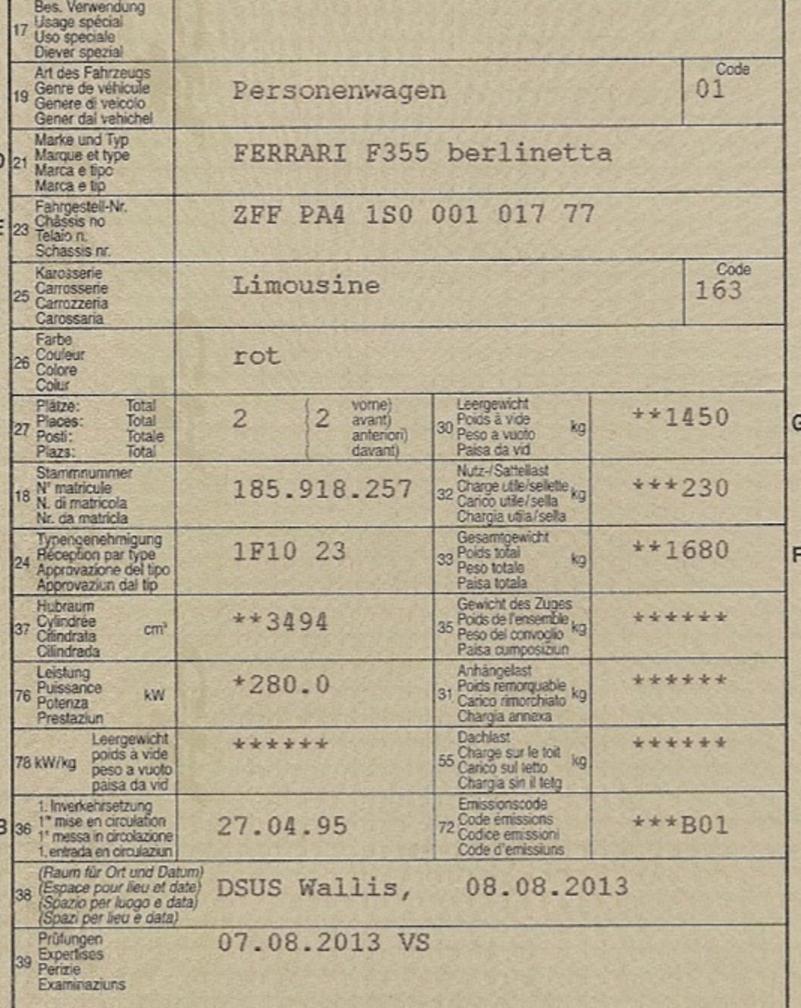 Bes. Verwendung
17 Usage spécial
Uso speciale
Diever spezial
Art des Fahrzeugs
19 Genre de véhicule Personenwagen Code 01
Genere di veicolo
Gener dal vehichel
Marke und Typ
21 Marque et type FERRARI F355 berlinetta
Marca e tipo
Marca e tip
Fahrgestell-Nr.
23 Châssis no ZFF PA4 1S0 001 017 77
Telaio n.
Schassis nr.
Karosserie
25 Carrosserie Limousine Code 163
Carrozzeria
Carossaria
Farbe
26 Couleur rot
Colore
Colur
Plätze: Total vorne) Leergewicht
27 Places: Total 2 (2 avant) 30 Poids à vide kg **1450 G
Posti: Totale anteriori) Peso a vuoto
Plazs: Total davant) Paisa da vid
Stammnummer Nutz-/Sattellast
18 N° matricule 185.918.257 32 Charge utile/sellette kg ***230
N. di matricola Carico utile/sella
Nr. da matricla Chargia utila/sella
Typengenehmigung Gesamtgewicht
24 Réception par type 1F10 23 33 Poids total kg **1680 F
Approvazione del tipo Peso totale
Approvaziun dal tip Paisa totala
Hubraum Gewicht des Zuges
37 Cylindrée cm³ **3494 35 Poids de l'ensemble kg ******
Cilindrata Peso del convoglio
Cilindrada Paisa cumposiziun
Leistung Anhängelast
76 Puissance kW *280.0 31 Poids remorquable kg ******
Potenza Carico rimorchiato
Prestaziun Chargia annexa
Leergewicht Dachlast
78 kW/kg poids à vide ****** 55 Charge sur le toit kg ******
peso a vuoto Carico sul tetto
paisa da vid Chargia sin il tetg
1. Inverkehrsetzung Emissionscode
B 36 1re mise en circulation 27.04.95 72 Code émissions ***B01
1a messa in circolazione Codice emissioni
1. entrada en circulaziun Code d'emissiuns
(Raum für Ort und Datum)
38 (Espace pour lieu et date) DSUS Wallis, 08.08.2013
(Spazio per luogo e data)
(Spazi per lieu e data)
Prüfungen 07.08.2013 VS
39 Expertises
Perizie
Examinaziuns